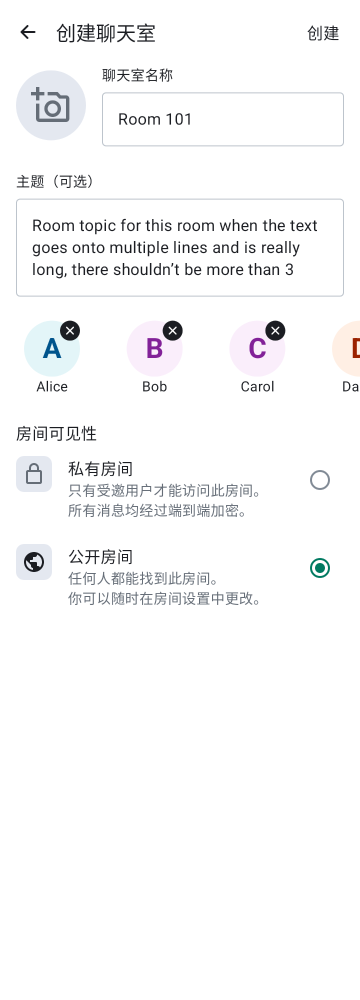 创建聊天室
创建
聊天室名称
Room 101
主题（可选）
Room topic for this room when the text
goes onto multiple lines and is really
long, there shouldn’t be more than 3
A
B
C
Alice
Bob
Carol
Da
房间可见性
私有房间
只有受邀用户才能访问此房间。
所有消息均经过端到端加密。
公开房间
任何人都能找到此房间。
你可以随时在房间设置中更改。